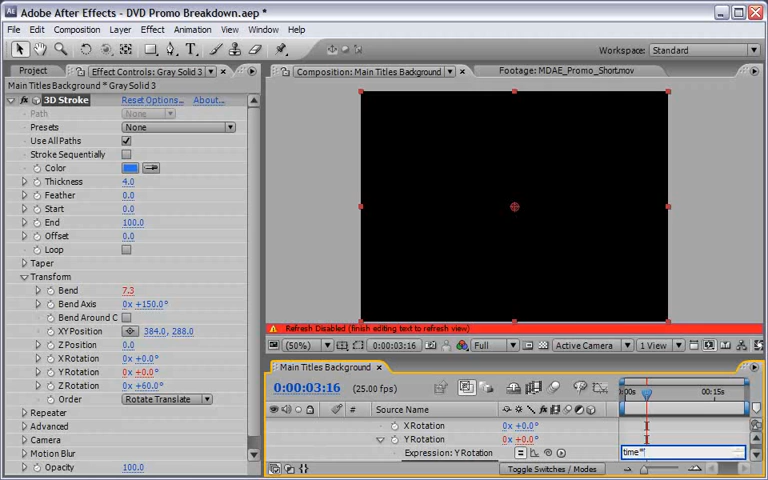 Adobe After Effects - DVD Promo Breakdown.aep *
File Edit Composition Layer Effect Animation View Window Help
Workspace: Standard
Project Effect Controls: Gray Solid 3
Composition: Main Titles Background
Footage: MDAE_Promo_Short.mov
Main Titles Background * Gray Solid 3
3D Stroke Reset Options... About...
Path None
Presets None
Use All Paths
Stroke Sequentially
Color
Thickness 4.0
Feather 0.0
Start 0.0
End 100.0
Offset 0.0
Loop
Taper
Transform
Bend 7.3
Bend Axis 0x +150.0°
Bend Around C
XY Position 384.0, 288.0
Z Position 0.0
X Rotation 0x +0.0°
Y Rotation 0x +0.0°
Z Rotation 0x +60.0°
Order Rotate Translate
Repeater
Advanced
Camera
Motion Blur
Opacity 100.0
Refresh Disabled (finish editing text to refresh view)
(50%) 0:00:03:16 Full Active Camera 1 View
Main Titles Background
0:00:03:16 (25.00 fps)
:00s 00:15s
# Source Name
X Rotation 0x +0.0°
Y Rotation 0x +0.0°
Expression: Y Rotation
time*
Toggle Switches / Modes